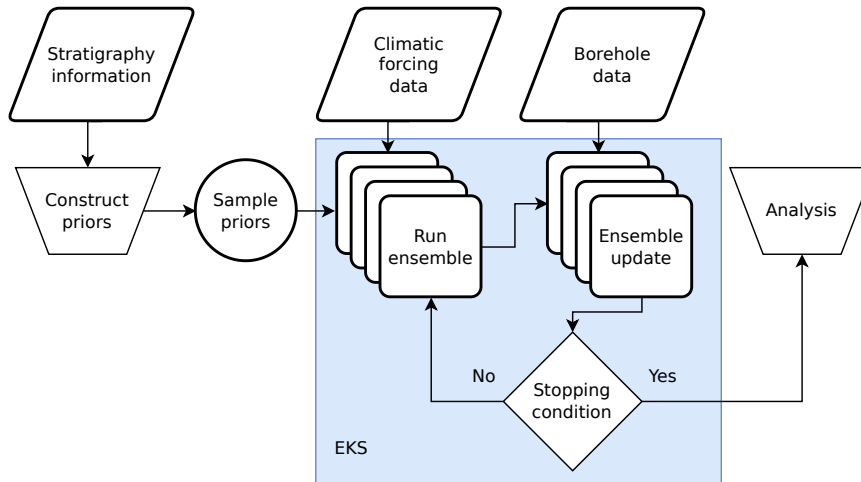 Stratigraphy
information
Climatic
forcing
data
Borehole
data
Construct
priors
Sample
priors
Run
ensemble
Ensemble
update
Analysis
No
Stopping
condition
Yes
EKS